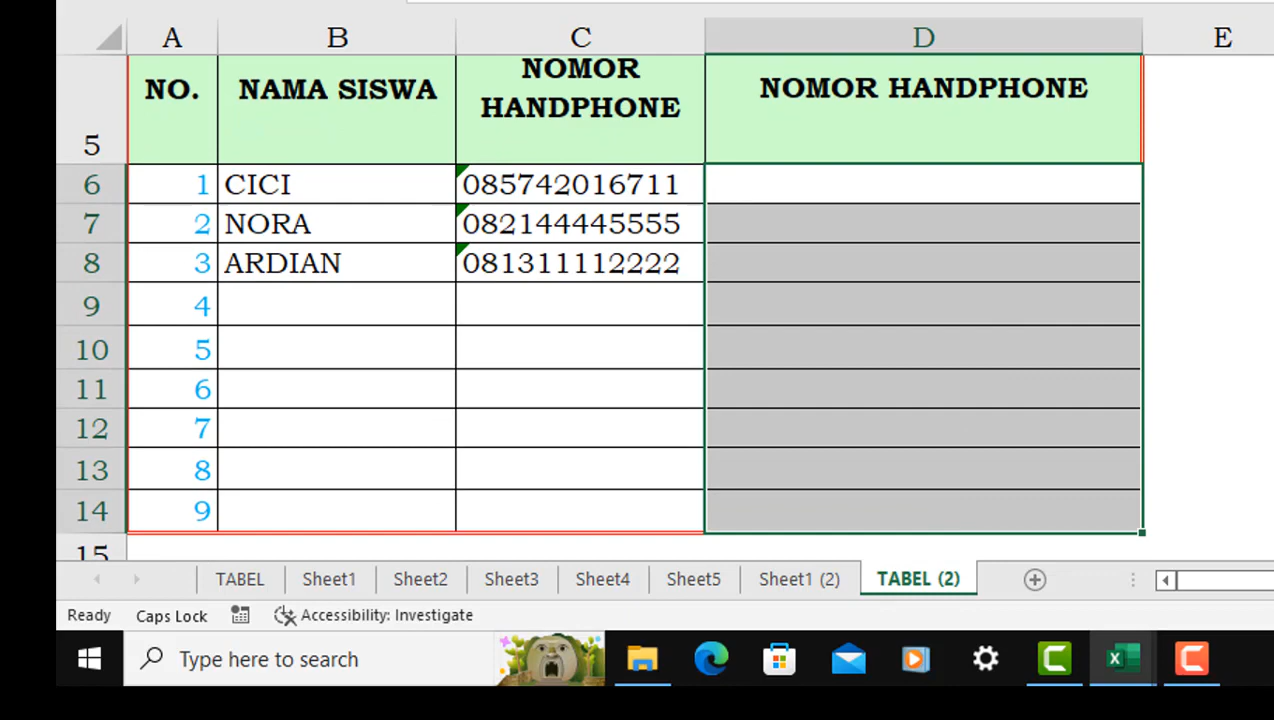 A B C D E
5 NO. NAMA SISWA NOMOR HANDPHONE NOMOR HANDPHONE
6 1 CICI 085742016711
7 2 NORA 082144445555
8 3 ARDIAN 081311112222
9 4
10 5
11 6
12 7
13 8
14 9
15
TABEL Sheet1 Sheet2 Sheet3 Sheet4 Sheet5 Sheet1 (2) TABEL (2)
Ready Caps Lock Accessibility: Investigate
Type here to search